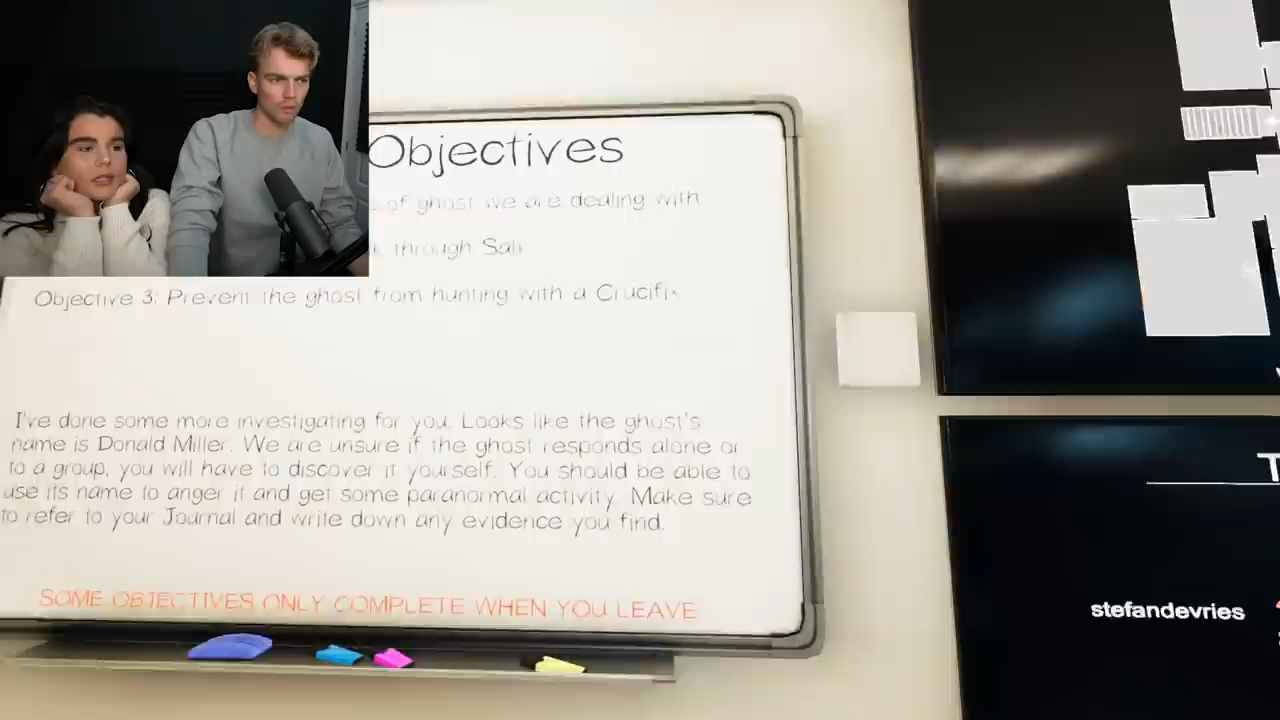 Objectives
of ghost we are dealing with
through Salt
Objective 3: Prevent the ghost from hunting with a Crucifix
I've done some more investigating for you. Looks like the ghost's
name is Donald Miller. We are unsure if the ghost responds alone or
to a group, you will have to discover it yourself. You should be able to
use its name to anger it and get some paranormal activity. Make sure
to refer to your Journal and write down any evidence you find.
SOME OBJECTIVES ONLY COMPLETE WHEN YOU LEAVE
T
stefandevries